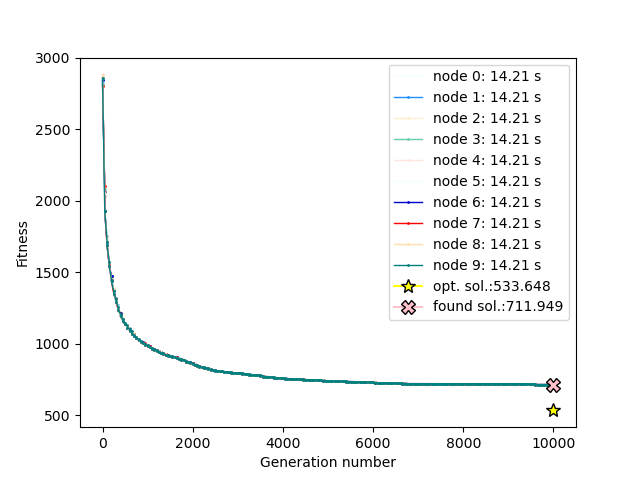 3000
2500
2000
1500
1000
500
Fitness
0
2000
4000
6000
8000
10000
Generation number
node 0: 14.21 s
node 1: 14.21 s
node 2: 14.21 s
node 3: 14.21 s
node 4: 14.21 s
node 5: 14.21 s
node 6: 14.21 s
node 7: 14.21 s
node 8: 14.21 s
node 9: 14.21 s
opt. sol.:533.648
found sol.:711.949